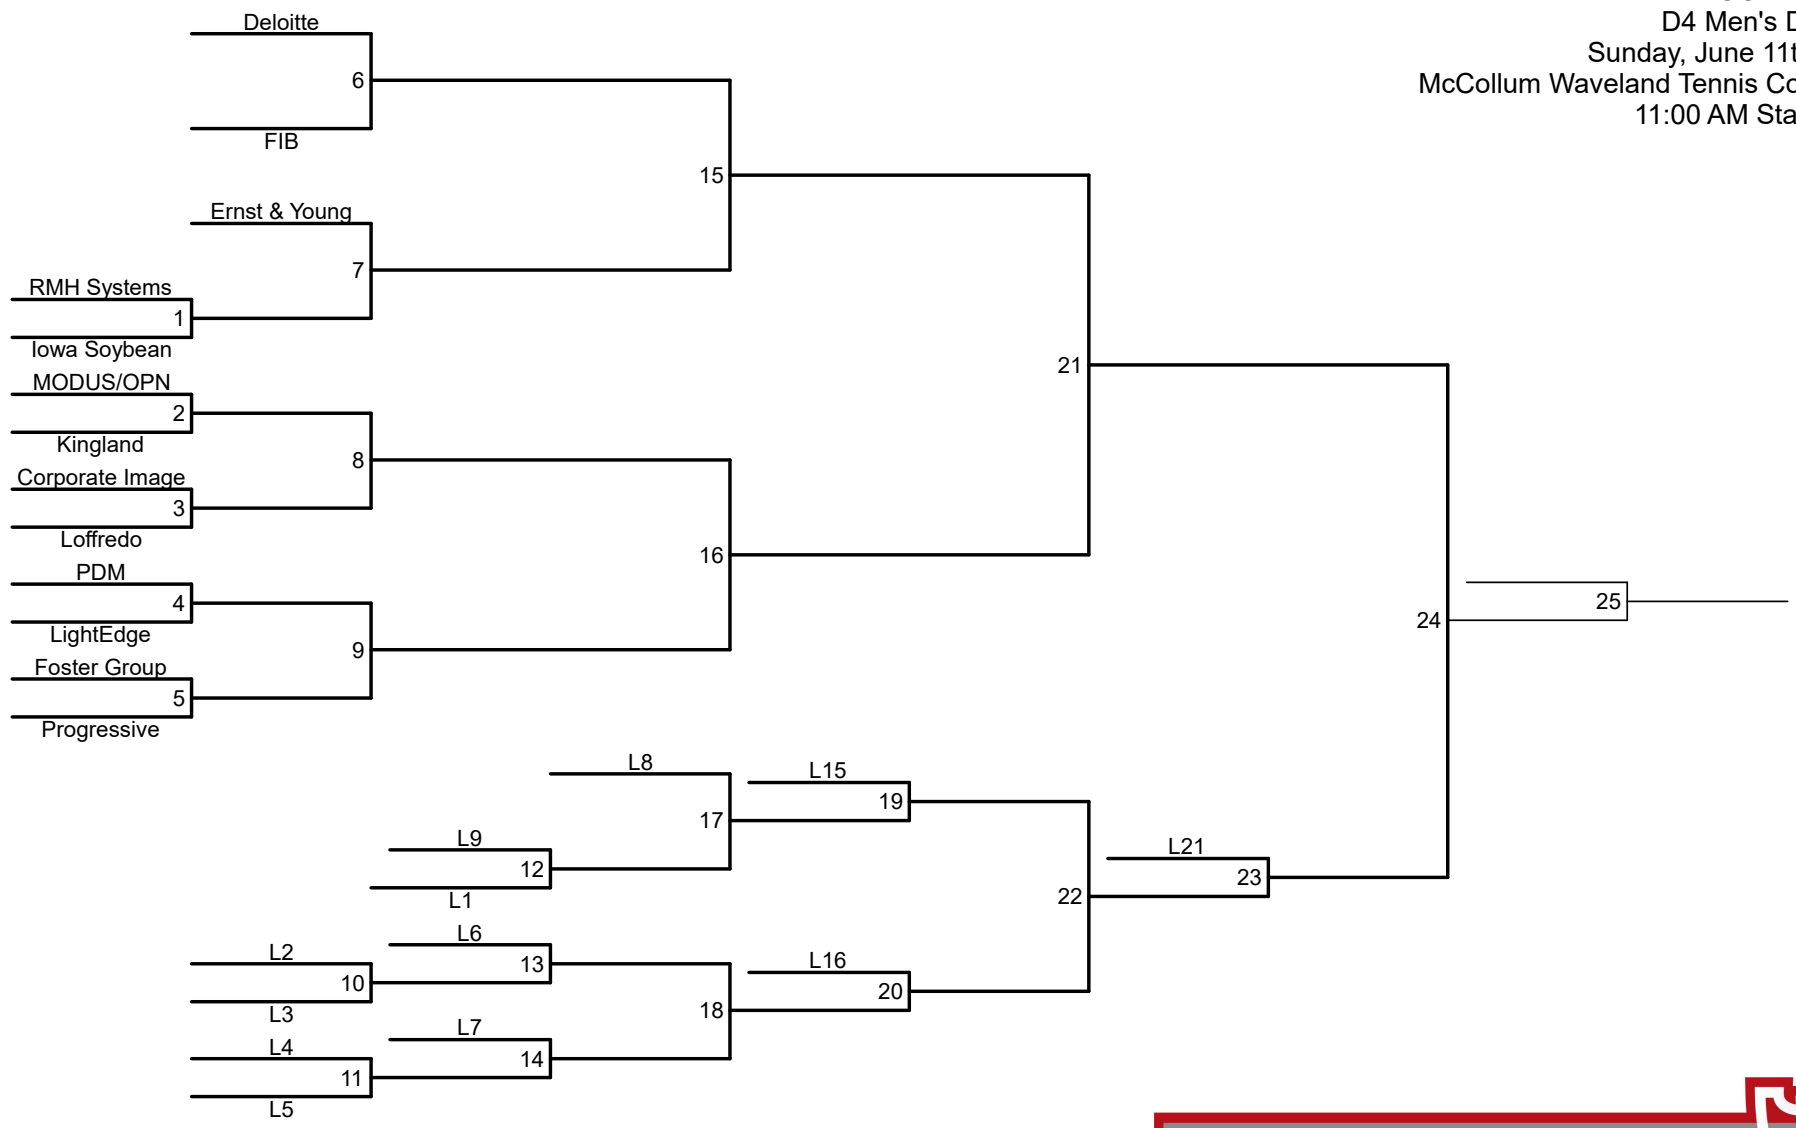 D4 Men's
Sunday, June
McCollum Waveland Tennis
11:00 AM
Deloitte
6
FIB
15
Ernst & Young
7
RMH Systems
1
Iowa Soybean
MODUS/OPN
2
Kingland
21
8
Corporate Image
3
Loffredo
16
PDM
4
LightEdge
9
Foster Group
5
Progressive
25
24
L8
L15
19
17
L9
12
L1
L21
23
22
L6
L2
13
10
L3
L16
20
18
L7
L4
14
11
L5